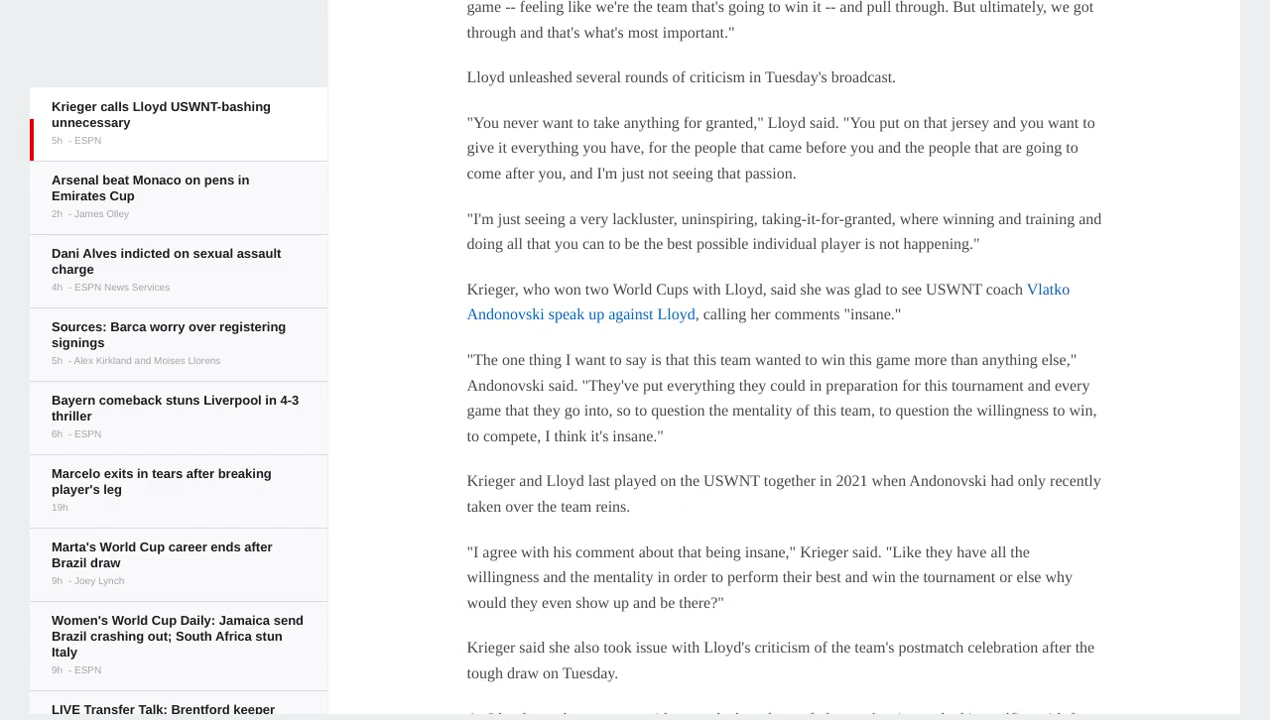 Krieger calls Lloyd USWNT-bashing
unnecessary
5h - ESPN
Arsenal beat Monaco on pens in
Emirates Cup
2h - James Olley
Dani Alves indicted on sexual assault
charge
4h - ESPN News Services
Sources: Barca worry over registering
signings
5h - Alex Kirkland and Moises Llorens
Bayern comeback stuns Liverpool in 4-3
thriller
6h - ESPN
Marcelo exits in tears after breaking
player's leg
19h
Marta's World Cup career ends after
Brazil draw
9h - Joey Lynch
Women's World Cup Daily: Jamaica send
Brazil crashing out; South Africa stun
Italy
9h - ESPN
LIVE Transfer Talk: Brentford keeper
game -- feeling like we're the team that's going to win it -- and pull through. But ultimately, we got
through and that's what's most important."
Lloyd unleashed several rounds of criticism in Tuesday's broadcast.
"You never want to take anything for granted," Lloyd said. "You put on that jersey and you want to
give it everything you have, for the people that came before you and the people that are going to
come after you, and I'm just not seeing that passion.
"I'm just seeing a very lackluster, uninspiring, taking-it-for-granted, where winning and training and
doing all that you can to be the best possible individual player is not happening."
Krieger, who won two World Cups with Lloyd, said she was glad to see USWNT coach Vlatko
Andonovski speak up against Lloyd, calling her comments "insane."
"The one thing I want to say is that this team wanted to win this game more than anything else,"
Andonovski said. "They've put everything they could in preparation for this tournament and every
game that they go into, so to question the mentality of this team, to question the willingness to win,
to compete, I think it's insane."
Krieger and Lloyd last played on the USWNT together in 2021 when Andonovski had only recently
taken over the team reins.
"I agree with his comment about that being insane," Krieger said. "Like they have all the
willingness and the mentality in order to perform their best and win the tournament or else why
would they even show up and be there?"
Krieger said she also took issue with Lloyd's criticism of the team's postmatch celebration after the
tough draw on Tuesday.